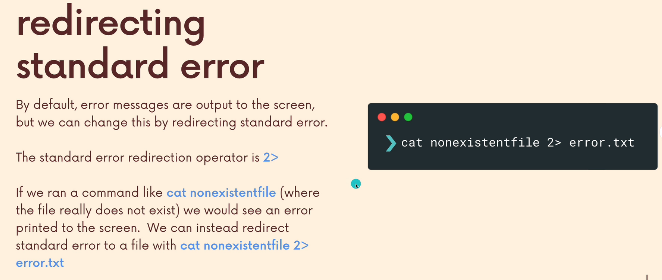 redirecting
standard error
By default, error messages are output to the screen,
but we can change this by redirecting standard error.
The standard error redirection operator is 2>
If we ran a command like cat nonexistentfile (where
the file really does not exist) we would see an error
printed to the screen. We can instead redirect
standard error to a file with cat nonexistentfile 2>
error.txt
❯ cat nonexistentfile 2> error.txt